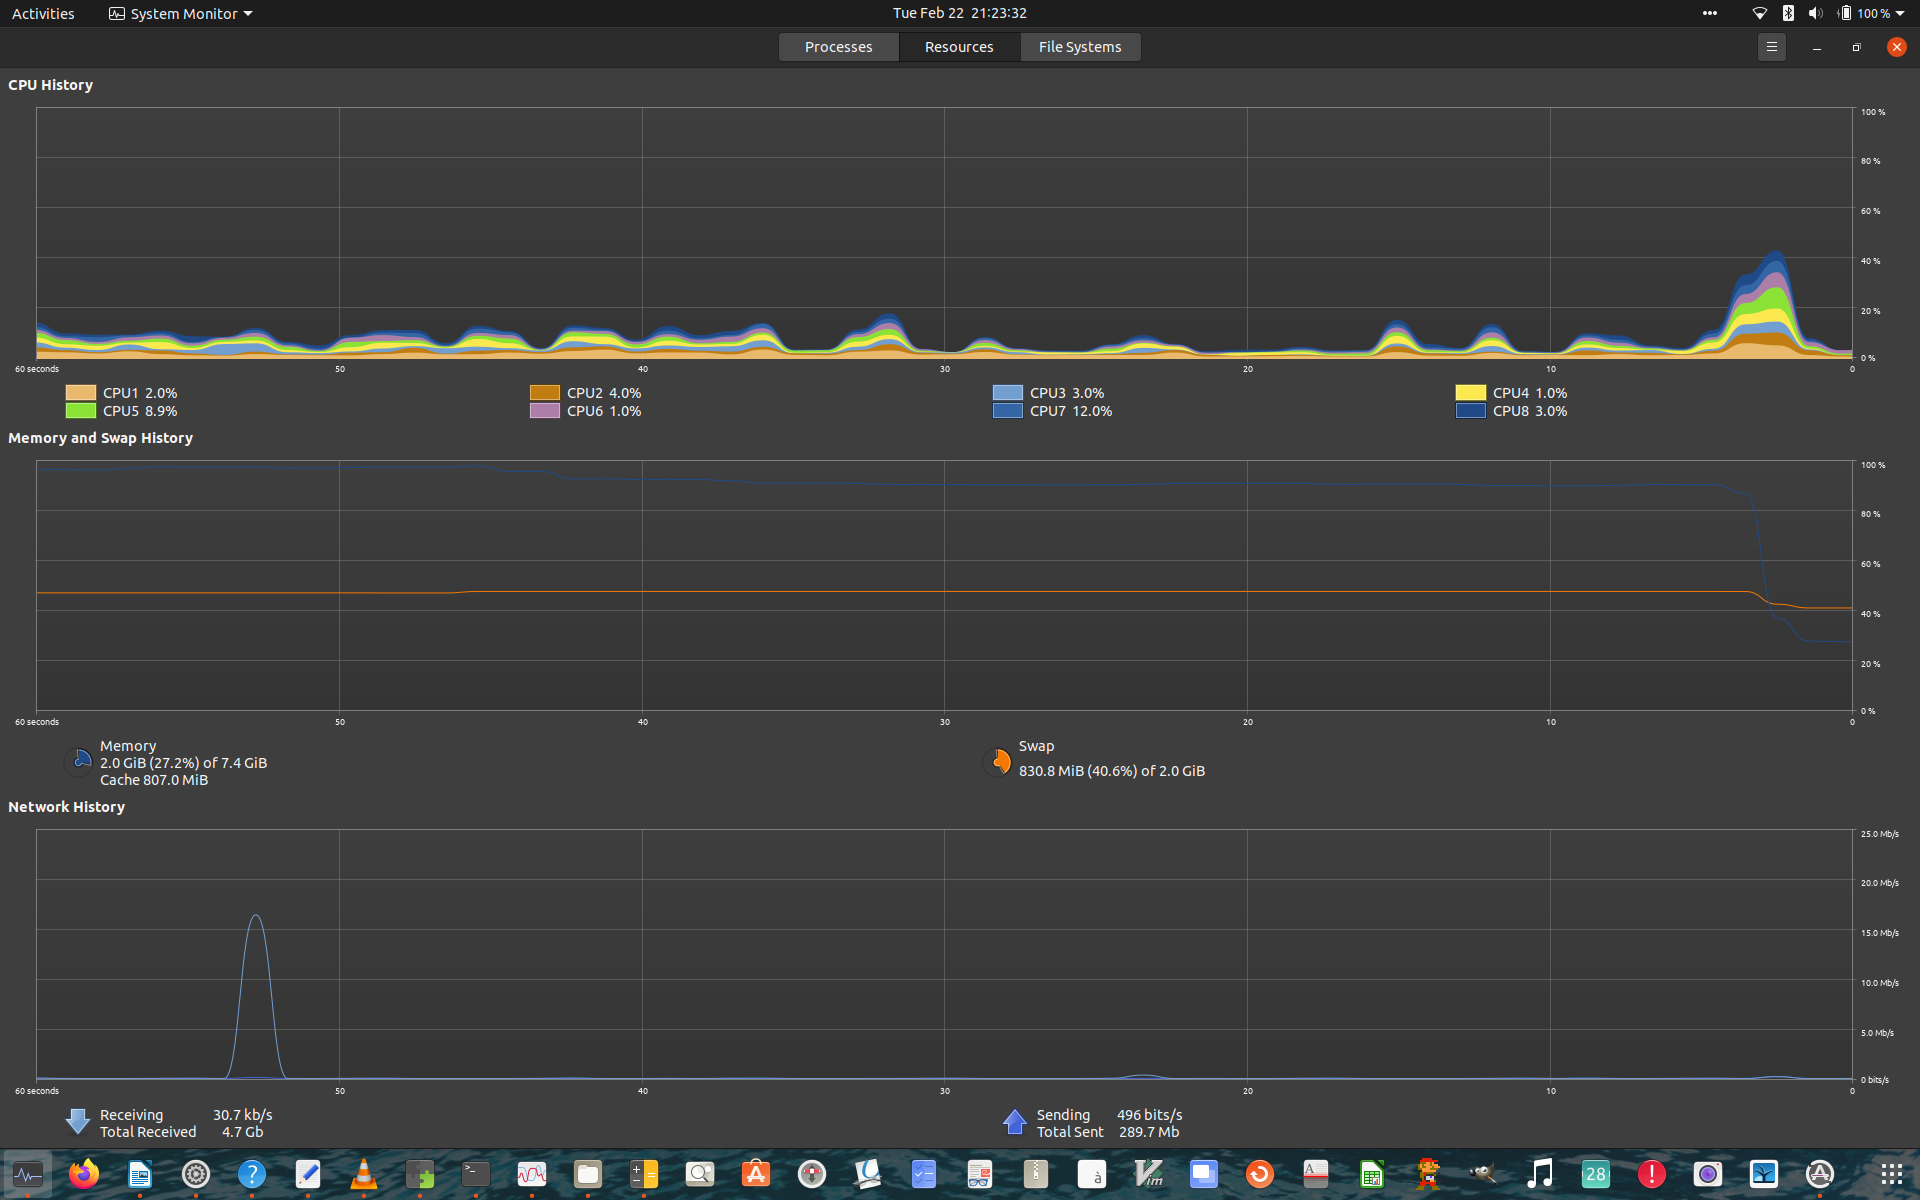 Activities System Monitor Tue Feb 22 21:23:32 100 %
Processes Resources File Systems
CPU History
100 %
80 %
60 %
40 %
20 %
0 %
60 seconds 50 40 30 20 10 0
CPU1 2.0% CPU2 4.0% CPU3 3.0% CPU4 1.0%
CPU5 8.9% CPU6 1.0% CPU7 12.0% CPU8 3.0%
Memory and Swap History
100 %
80 %
60 %
40 %
20 %
0 %
60 seconds 50 40 30 20 10 0
Memory
2.0 GiB (27.2%) of 7.4 GiB
Cache 807.0 MiB
Swap
830.8 MiB (40.6%) of 2.0 GiB
Network History
25.0 Mb/s
20.0 Mb/s
15.0 Mb/s
10.0 Mb/s
5.0 Mb/s
0 bits/s
60 seconds 50 40 30 20 10 0
Receiving 30.7 kb/s
Total Received 4.7 Gb
Sending 496 bits/s
Total Sent 289.7 Mb
à
Vim
A
28